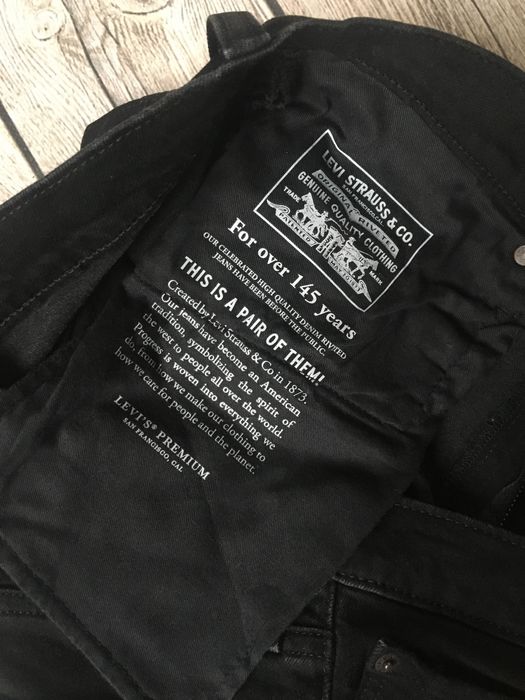 LEVI STRAUSS & CO.
ORIGINAL RIVETED
SAN FRANCISCO, CAL.
GENUINE QUALITY CLOTHING
TRADE MARK
PATENTED
For over 145 years
OUR CELEBRATED HIGH QUALITY DENIM RIVITED
JEANS HAVE BEEN BEFORE THE PUBLIC.
THIS IS A PAIR OF THEM!
Created by Levi Strauss & Co. in 1873.
Our jeans have become an American
tradition, symbolizing the spirit of
the west to people all over the world.
Progress is woven into everything we
do, from how we make our clothing to
how we care for people and the planet.
LEVI'S® PREMIUM
SAN FRANCISCO, CAL